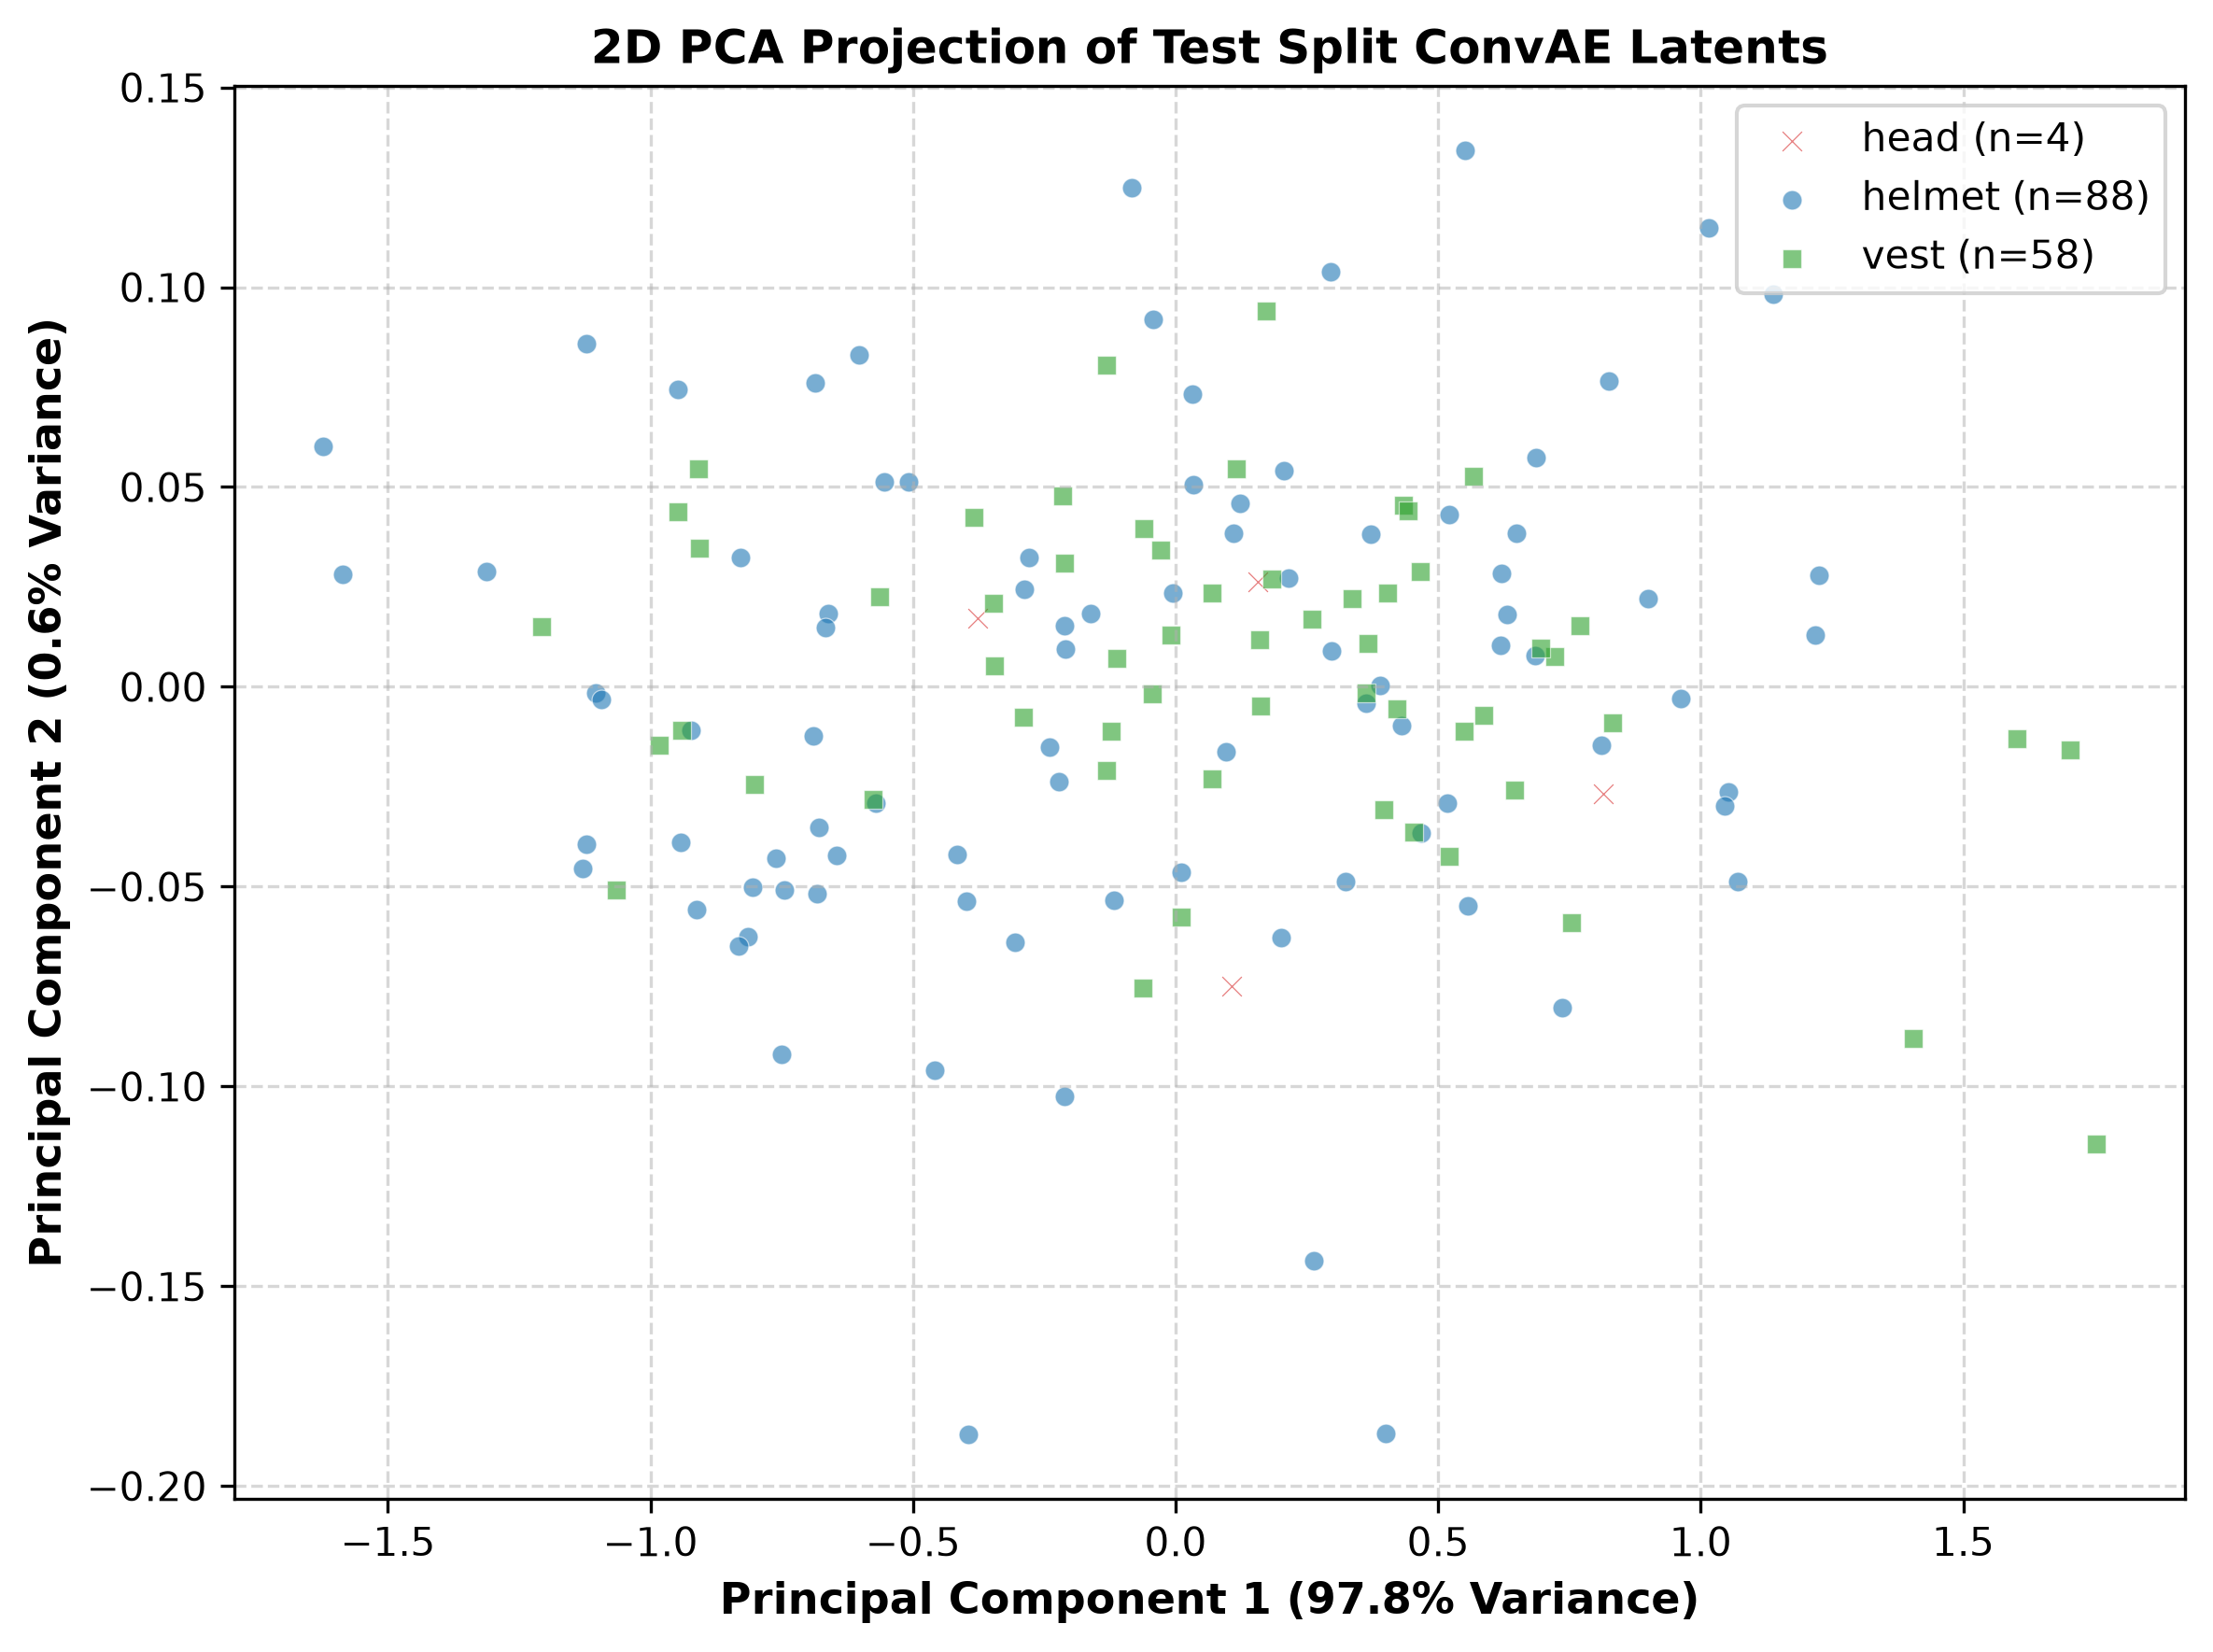 2D PCA Projection of Test Split ConvAE Latents
head (n=4)
helmet (n=88)
vest (n=58)
0.15
0.10
0.05
0.00
−0.05
−0.10
−0.15
−0.20
Principal Component 2 (0.6% Variance)
−1.5
−1.0
−0.5
0.0
0.5
1.0
1.5
Principal Component 1 (97.8% Variance)